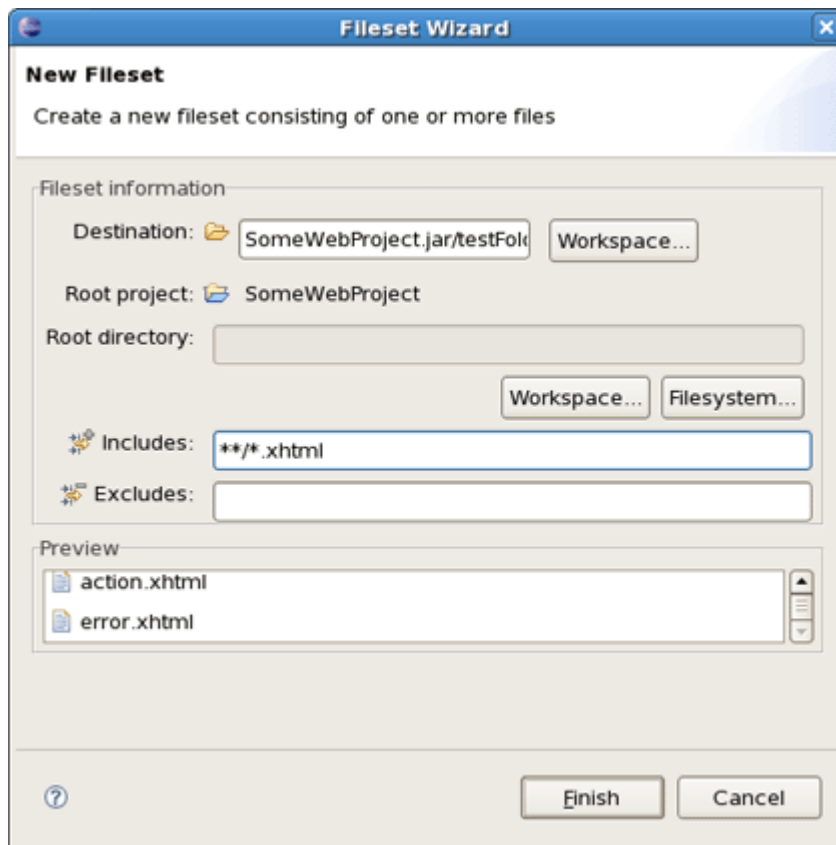 Fileset Wizard
New Fileset
Create a new fileset consisting of one or more files
Fileset information
Destination: SomeWebProject.jar/testFol Workspace...
Root project: SomeWebProject
Root directory:
Workspace... Filesystem...
Includes: **/*.xhtml
Excludes:
Preview
action.xhtml
error.xhtml
Finish Cancel